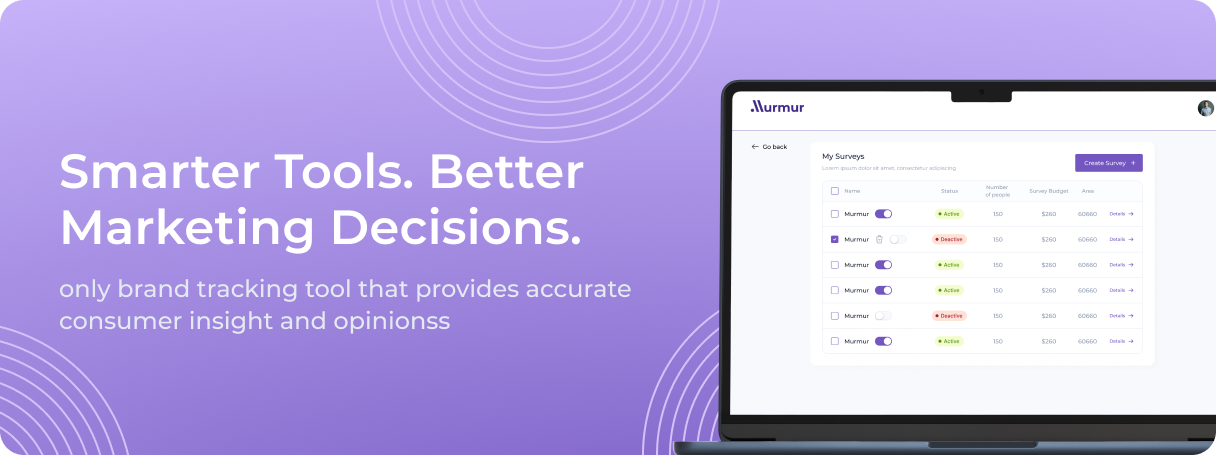 Smarter Tools. Better
Marketing Decisions.
only brand tracking tool that provides accurate
consumer insight and opinionss
Murmur
Go back
My Surveys
Lorem ipsum dolor sit amet, consectetur adipiscing
Create Survey +
Name Status Number of people Survey Budget Area
Murmur Active 150 $260 60660 Details
Murmur Deactive 150 $260 60660 Details
Murmur Active 150 $260 60660 Details
Murmur Active 150 $260 60660 Details
Murmur Deactive 150 $260 60660 Details
Murmur Active 150 $260 60660 Details